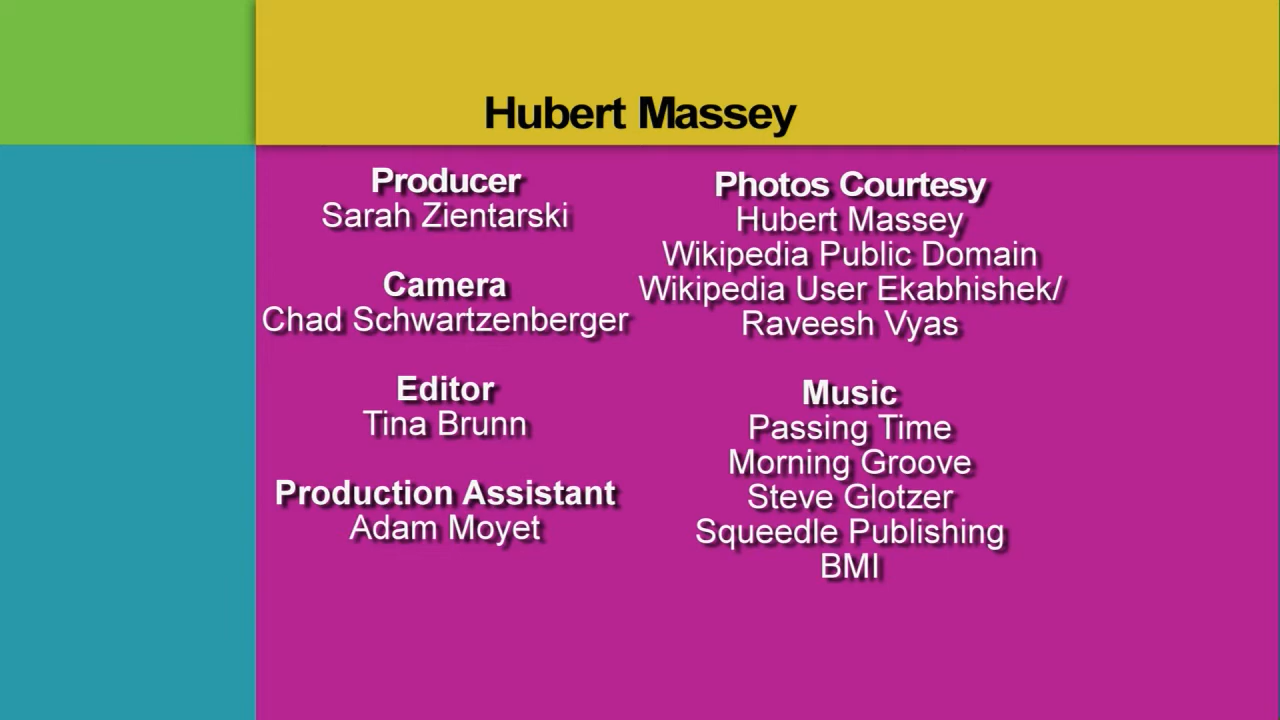 Hubert Massey
Producer
Sarah Zientarski
Camera
Chad Schwartzenberger
Editor
Tina Brunn
Production Assistant
Adam Moyet
Photos Courtesy
Hubert Massey
Wikipedia Public Domain
Wikipedia User Ekabhishek/
Raveesh Vyas
Music
Passing Time
Morning Groove
Steve Glotzer
Squeedle Publishing
BMI